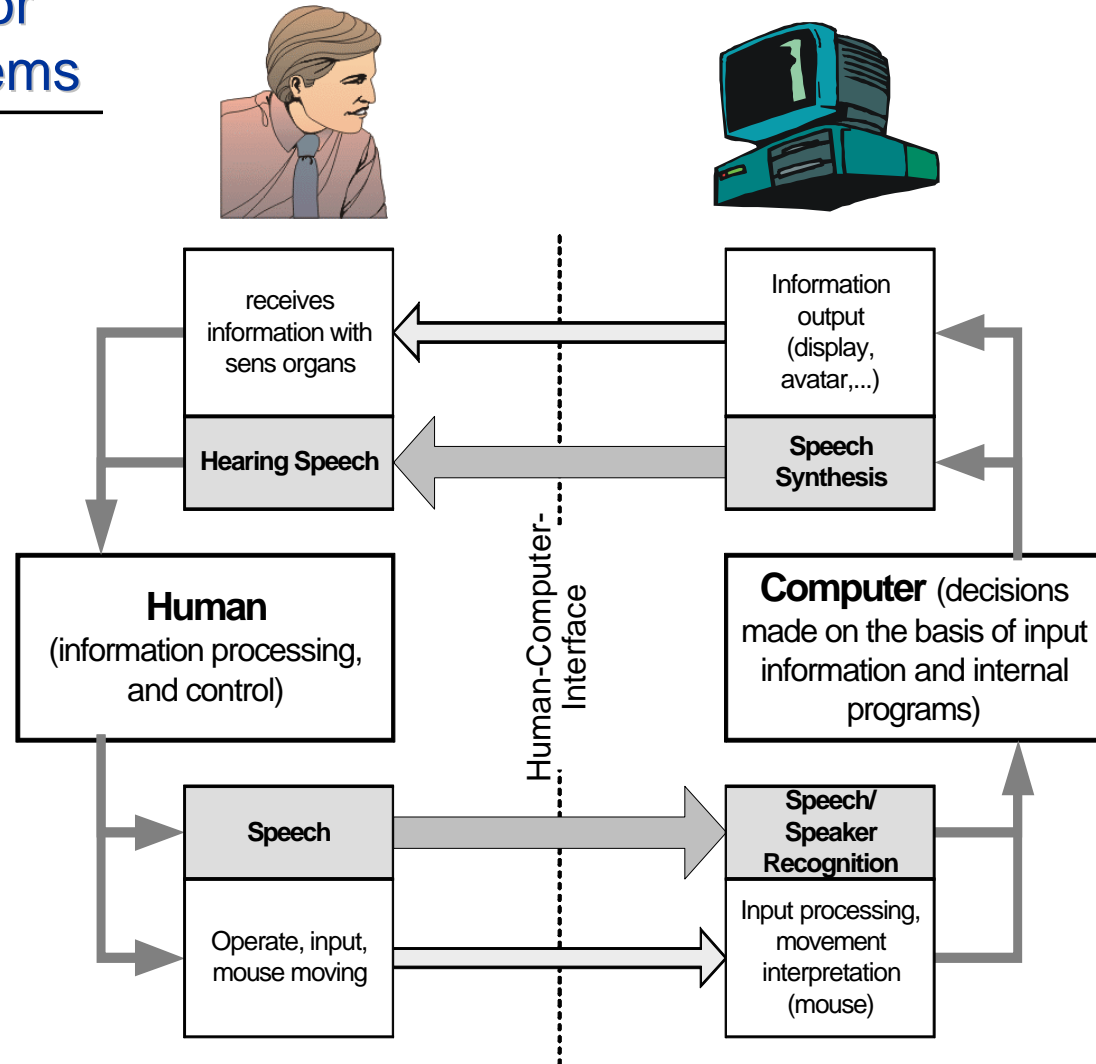 or
ems
receives
information with
sens organs
Information
output
(display,
avatar,...)
Hearing Speech
Speech
Synthesis
Human-Computer-
Interface
Human
(information processing,
and control)
Computer (decisions
made on the basis of input
information and internal
programs)
Speech
Speech/
Speaker
Recognition
Operate, input,
mouse moving
Input processing,
movement
interpretation
(mouse)